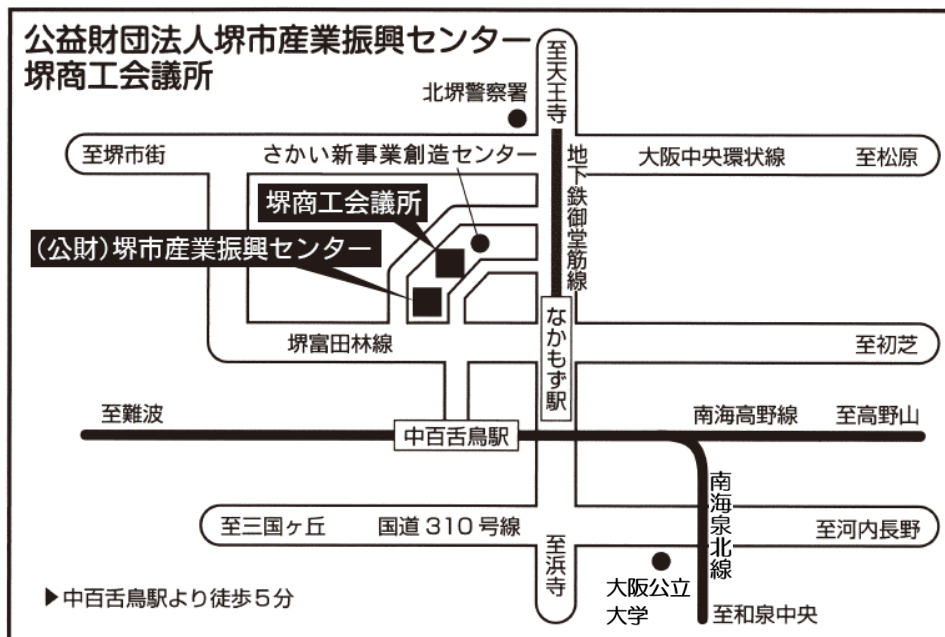 公益財団法人堺市産業振興センター
堺商工会議所
至天王寺
北堺警察署
至堺市街
さかい新事業創造センター
地下鉄御堂筋線
大阪中央環状線
至松原
堺商工会議所
(公財)堺市産業振興センター
なかもず駅
堺富田林線
至初芝
至難波
中百舌鳥駅
南海高野線
至高野山
南海泉北線
至三国ヶ丘
国道310号線
至浜寺
至河内長野
大阪公立
大学
至和泉中央
▶中百舌鳥駅より徒歩5分